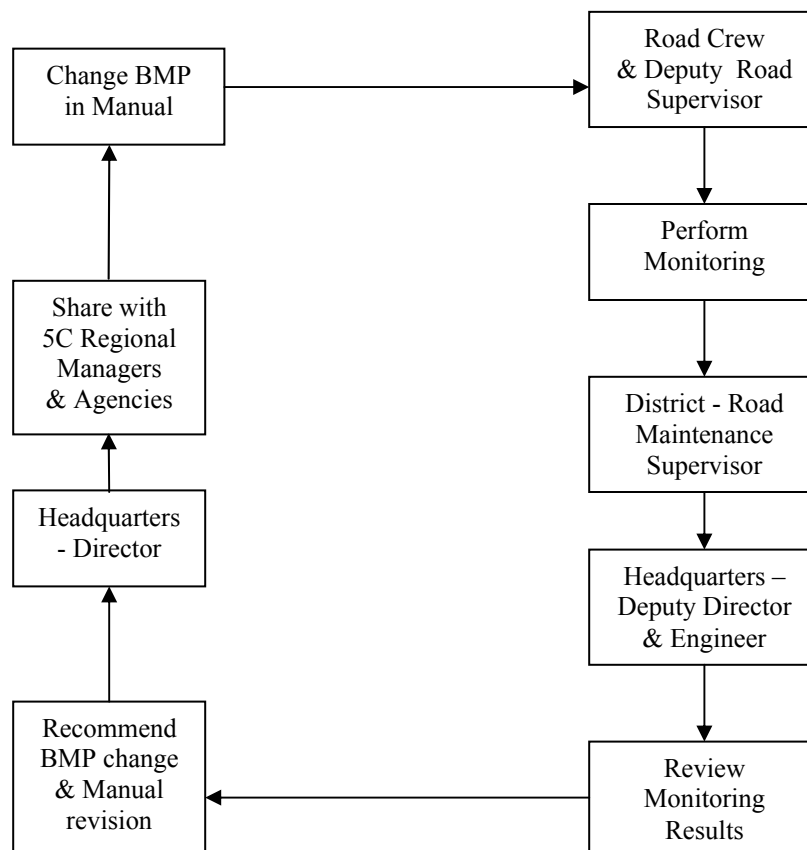 Change BMP
in Manual
Road Crew
& Deputy Road
Supervisor
Perform
Monitoring
District - Road
Maintenance
Supervisor
Headquarters –
Deputy Director
& Engineer
Review
Monitoring
Results
Recommend
BMP change
& Manual
revision
Headquarters
- Director
Share with
5C Regional
Managers
& Agencies